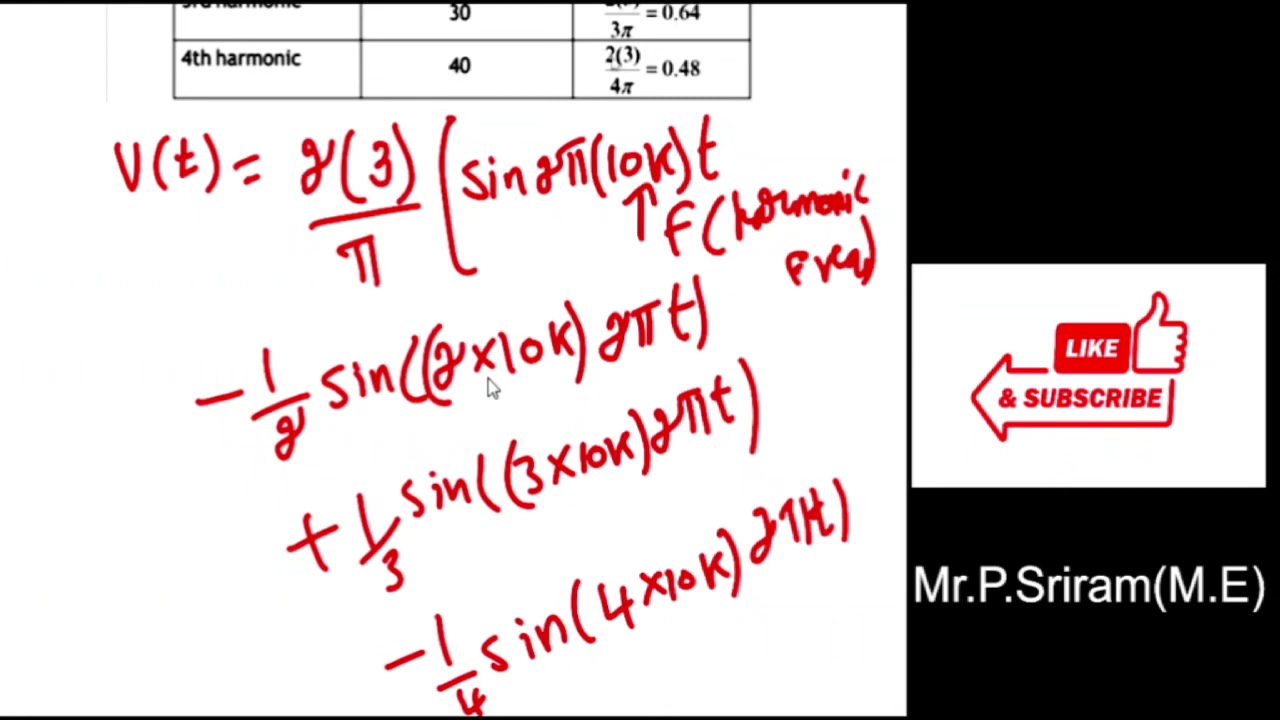 3rd harmonic 30 2(3)/3π = 0.64
4th harmonic 40 2(3)/4π = 0.48
V(t) = 2(3)/π ( sin 2π(10K)t
↑ F (harmonic
Freq)
- 1/2 sin((2×10K) 2πt)
+ 1/3 sin((3×10K) 2πt)
- 1/4 sin(4×10K) 2πt)
LIKE
& SUBSCRIBE
Mr.P.Sriram(M.E)